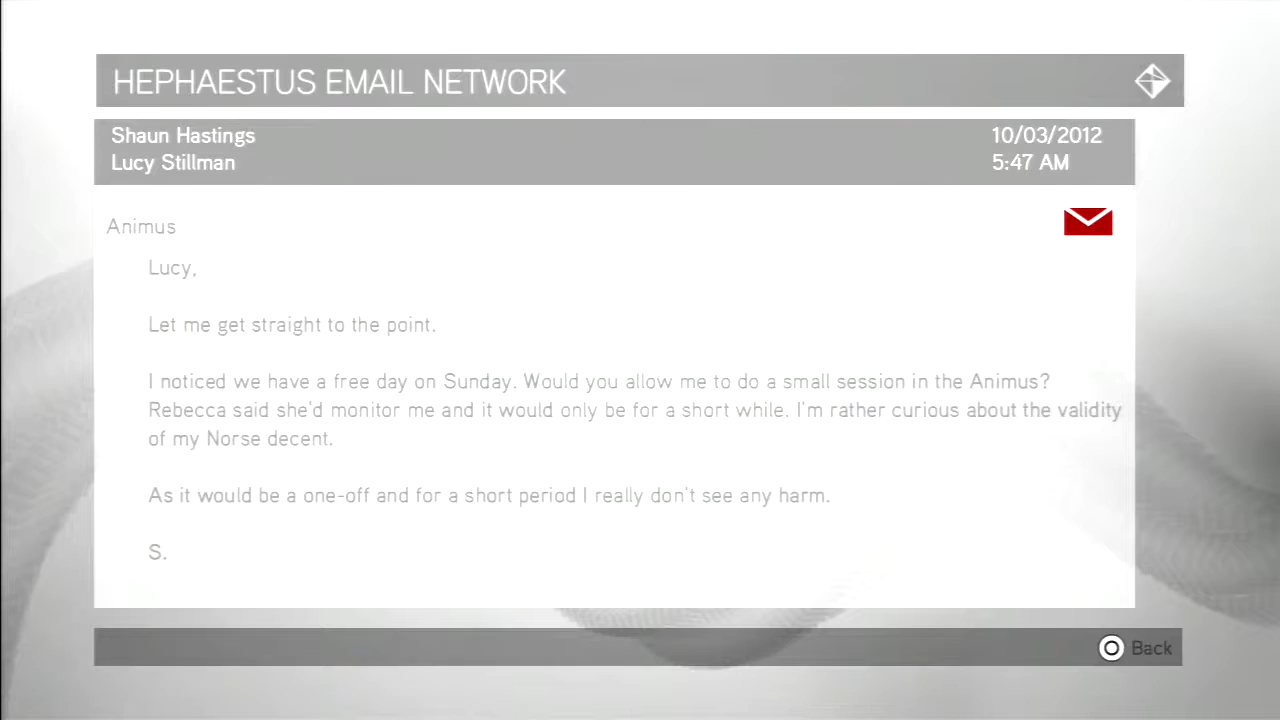 HEPHAESTUS EMAIL NETWORK
Shaun Hastings 10/03/2012
Lucy Stillman 5:47 AM
Animus
Lucy,
Let me get straight to the point.
I noticed we have a free day on Sunday. Would you allow me to do a small session in the Animus?
Rebecca said she'd monitor me and it would only be for a short while. I'm rather curious about the validity
of my Norse decent.
As it would be a one-off and for a short period I really don't see any harm.
S.
Back